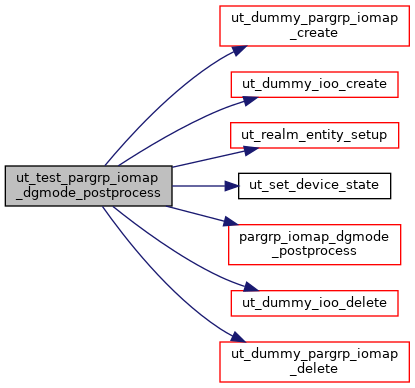 ut_dummy_pargrp_iomap
_create
ut_dummy_ioo_create
ut_realm_entity_setup
ut_test_pargrp_iomap
_dgmode_postprocess
ut_set_device_state
pargrp_iomap_dgmode
_postprocess
ut_dummy_ioo_delete
ut_dummy_pargrp_iomap
_delete